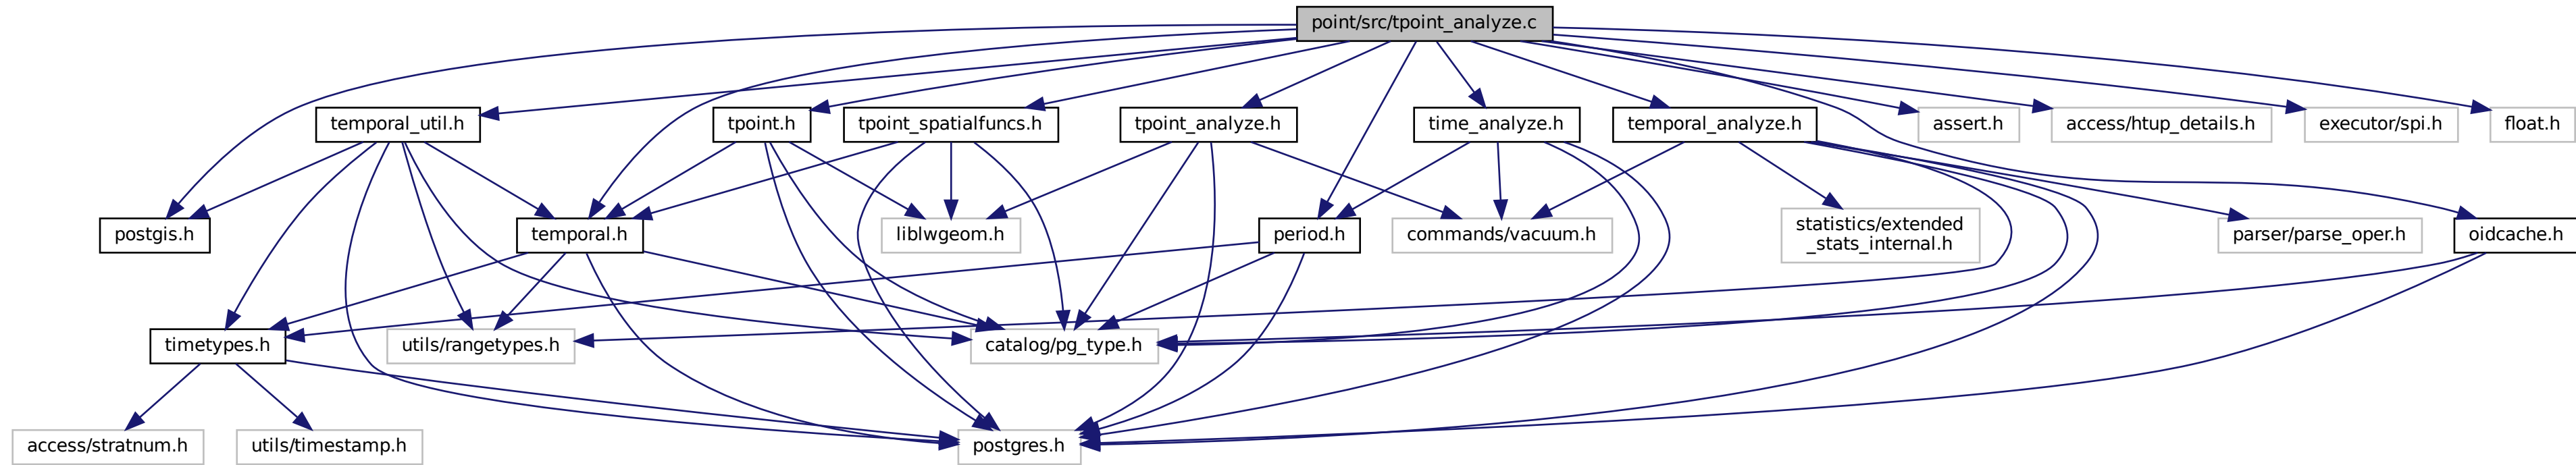 point/src/tpoint_analyze.c
temporal_util.h
tpoint.h
tpoint_spatialfuncs.h
tpoint_analyze.h
time_analyze.h
temporal_analyze.h
assert.h
access/htup_details.h
executor/spi.h
float.h
postgis.h
temporal.h
liblwgeom.h
period.h
commands/vacuum.h
statistics/extended
_stats_internal.h
parser/parse_oper.h
oidcache.h
timetypes.h
utils/rangetypes.h
catalog/pg_type.h
access/stratnum.h
utils/timestamp.h
postgres.h